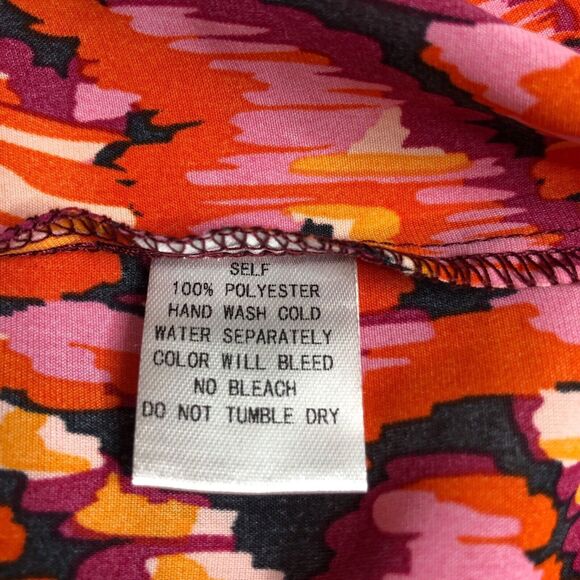 SELF
100% POLYESTER
HAND WASH COLD
WATER SEPARATELY
COLOR WILL BLEED
NO BLEACH
DO NOT TUMBLE DRY